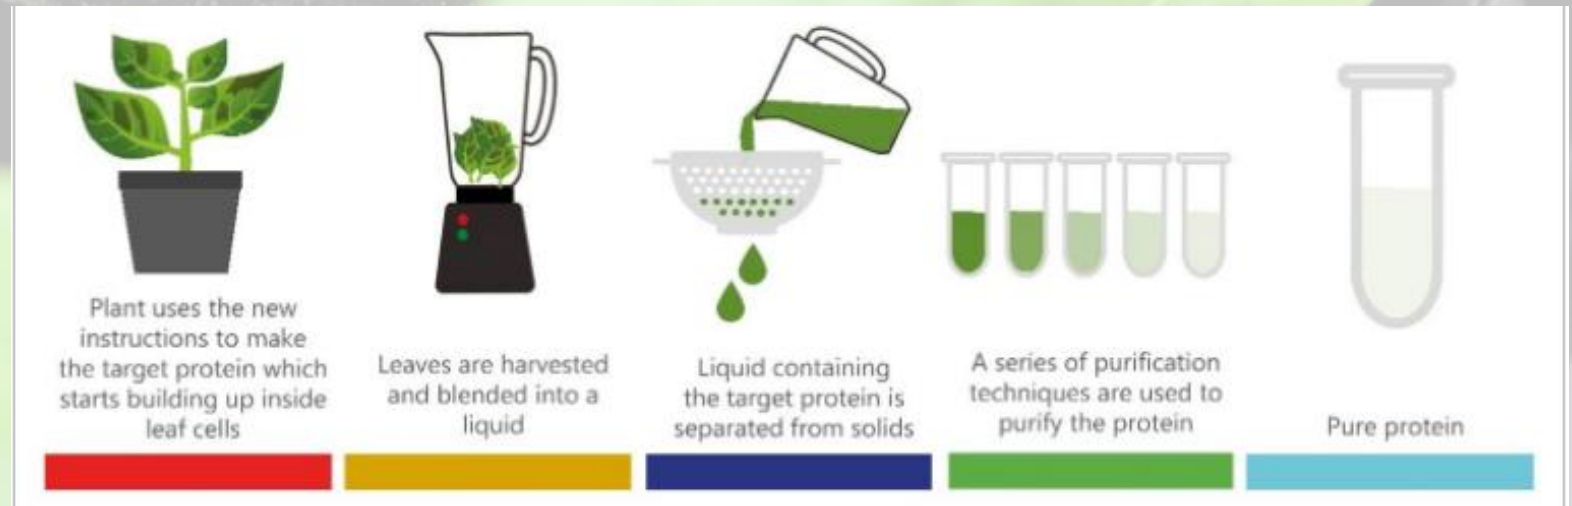 Plant uses the new
instructions to make
the target protein which
starts building up inside
leaf cells
Leaves are harvested
and blended into a
liquid
Liquid containing
the target protein is
separated from solids
A series of purification
techniques are used to
purify the protein
Pure protein